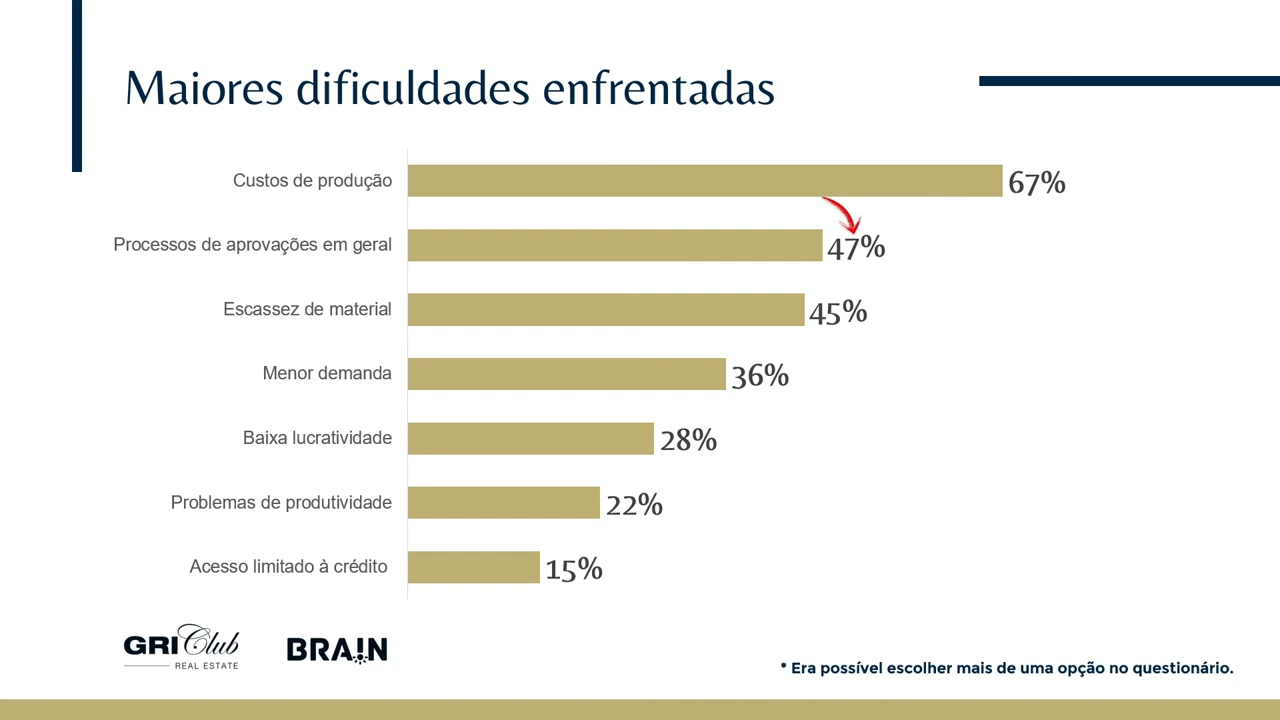 Maiores dificuldades enfrentadas
Custos de produção 67%
Processos de aprovações em geral 47%
Escassez de material 45%
Menor demanda 36%
Baixa lucratividade 28%
Problemas de produtividade 22%
Acesso limitado à crédito 15%
GRI Club
REAL ESTATE
BRA!N
* Era possível escolher mais de uma opção no questionário.